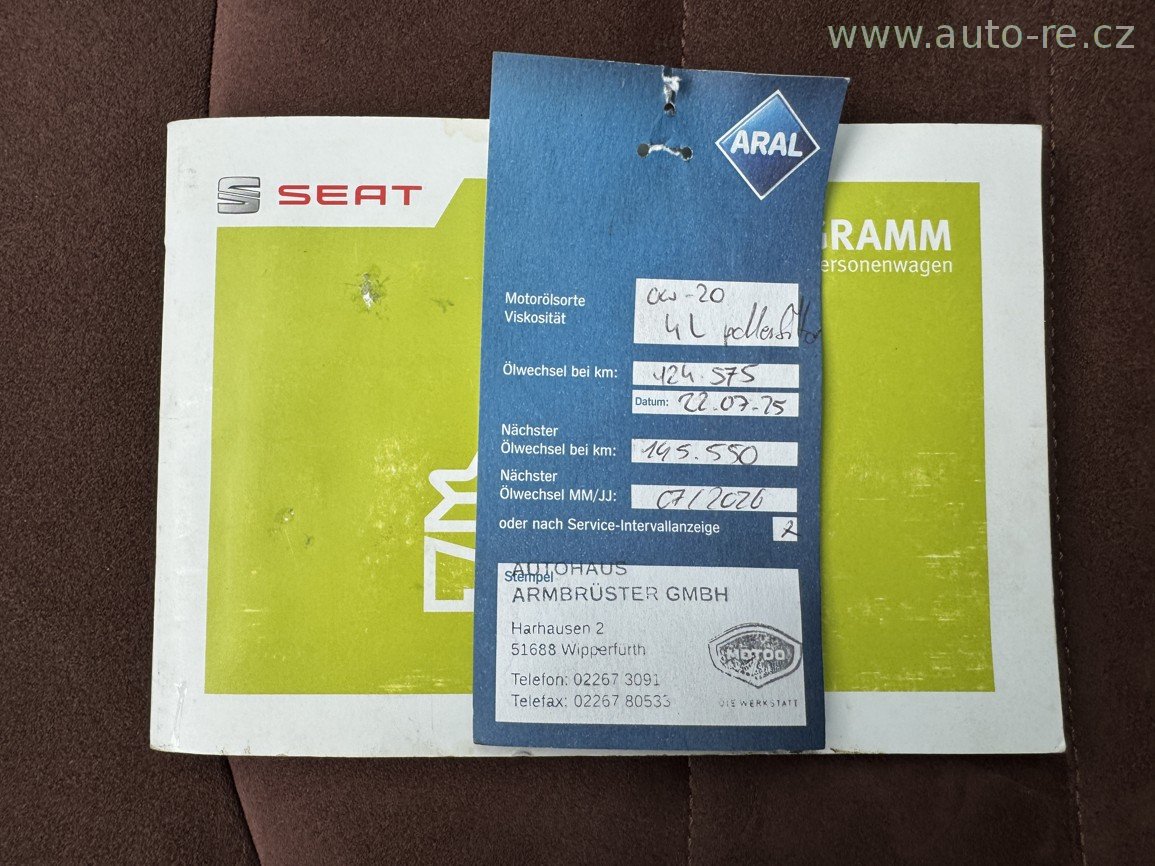 www.auto-re.cz
ARAL
SEAT
GRAMM
ersonenwagen
Motorölsorte
Viskosität
0W-20
4L pollenfilter
Ölwechsel bei km: 124.575
Datum: 22.07.25
Nächster
Ölwechsel bei km: 145.550
Nächster
Ölwechsel MM/JJ: 07/2026
oder nach Service-Intervallanzeige
Stempel
AUTOHAUS
ARMBRÜSTER GMBH
Harhausen 2
51688 Wipperfürth
Telefon: 02267 3091
Telefax: 02267 80533
MOTOO
DIE WERKSTATT